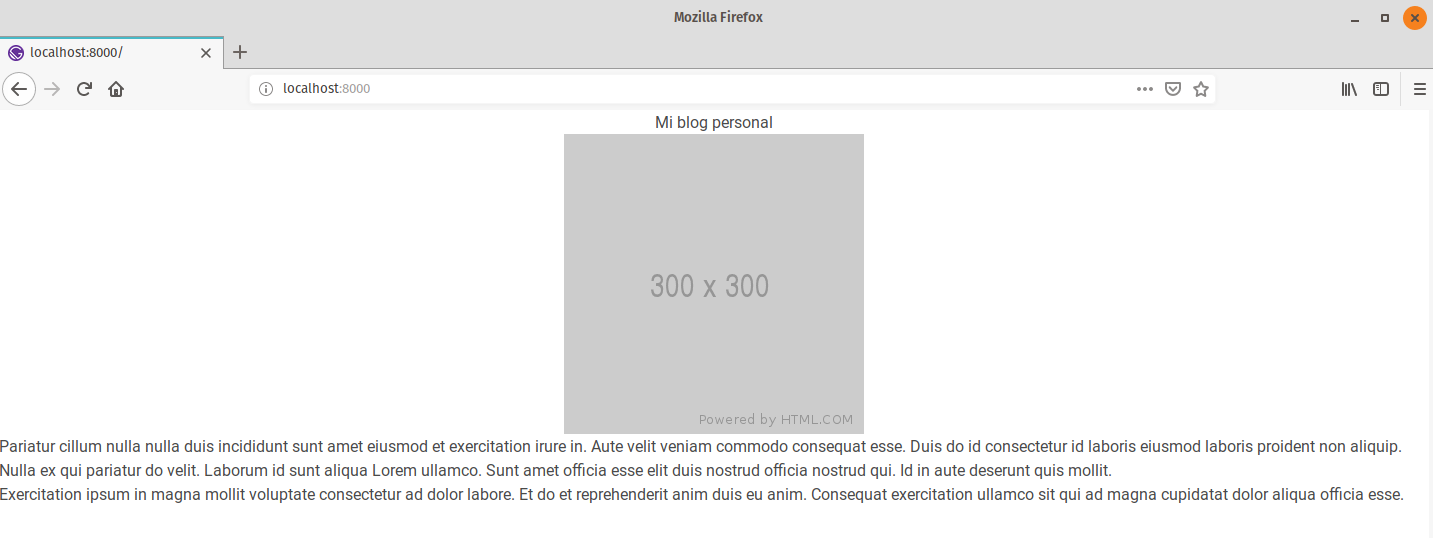 Mozilla Firefox
localhost:8000/
localhost:8000
Mi blog personal
300 x 300
Powered by HTML.COM
Pariatur cillum nulla nulla duis incididunt sunt amet eiusmod et exercitation irure in. Aute velit veniam commodo consequat esse. Duis do id consectetur id laboris eiusmod laboris proident non aliquip.
Nulla ex qui pariatur do velit. Laborum id sunt aliqua Lorem ullamco. Sunt amet officia esse elit duis nostrud officia nostrud qui. Id in aute deserunt quis mollit.
Exercitation ipsum in magna mollit voluptate consectetur ad dolor labore. Et do et reprehenderit anim duis eu anim. Consequat exercitation ullamco sit qui ad magna cupidatat dolor aliqua officia esse.